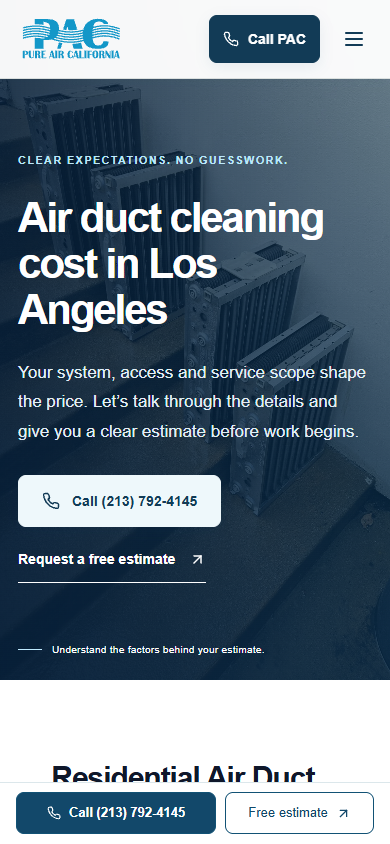 PAC
PURE AIR CALIFORNIA
Call PAC
CLEAR EXPECTATIONS. NO GUESSWORK.
Air duct cleaning
cost in Los
Angeles
Your system, access and service scope shape
the price. Let’s talk through the details and
give you a clear estimate before work begins.
Call (213) 792-4145
Request a free estimate
Understand the factors behind your estimate.
Residential Air Duct
Call (213) 792-4145
Free estimate